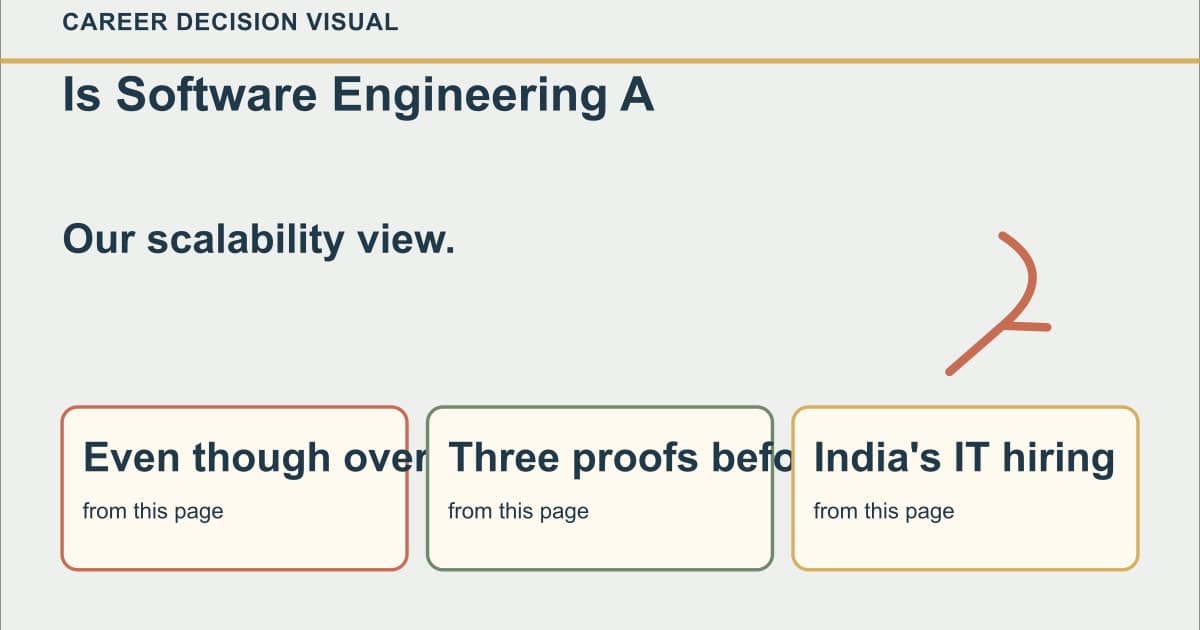 CAREER DECISION VISUAL
Is Software Engineering A
Our scalability view.
Even though over
from this page
Three proofs befo
from this page
India's IT hiring
from this page